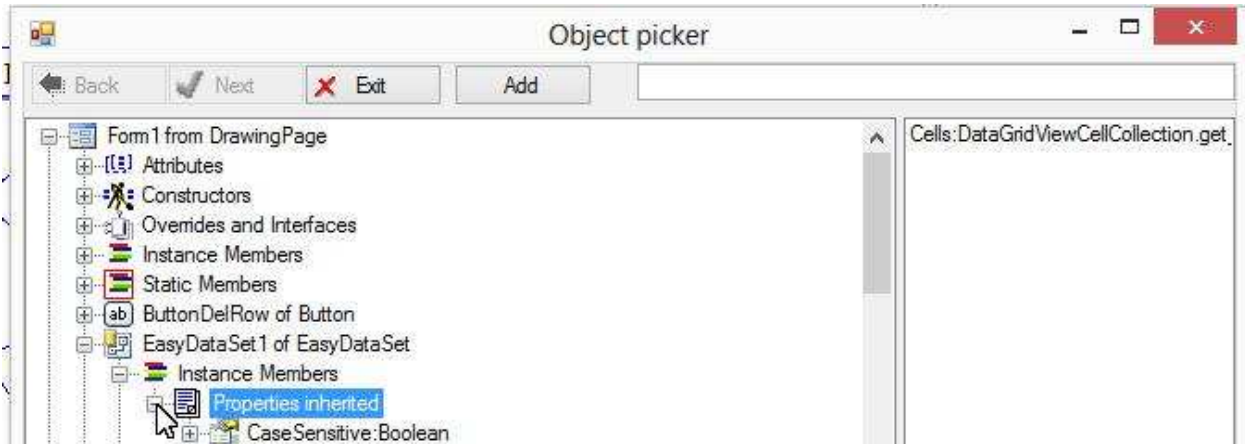 Object picker
Back Next Exit Add
Form1 from DrawingPage
Cells:DataGridViewCellCollection.get_
Attributes
Constructors
Overrides and Interfaces
Instance Members
Static Members
ab ButtonDelRow of Button
EasyDataSet1 of EasyDataSet
Instance Members
Properties inherited
CaseSensitive:Boolean